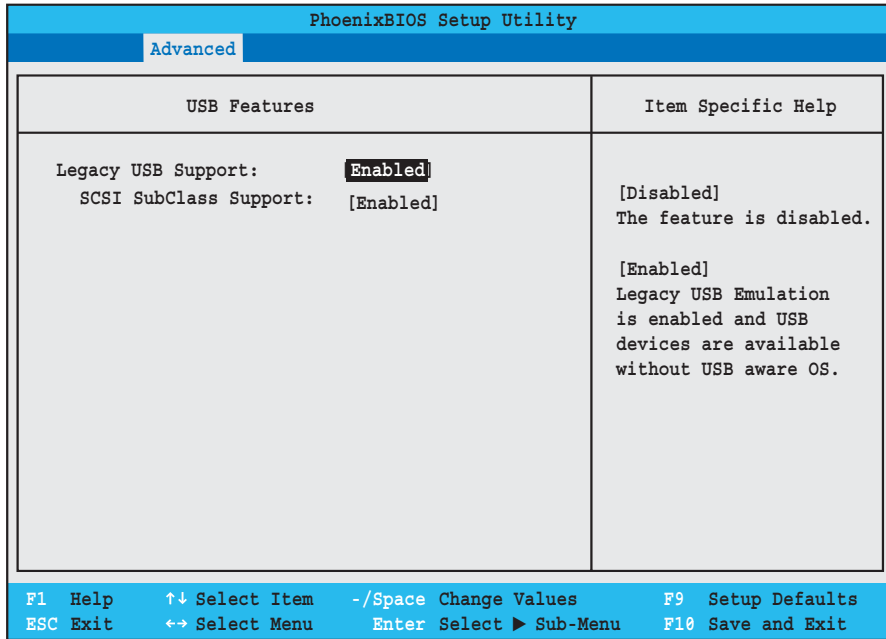 PhoenixBIOS Setup Utility
Advanced
USB Features
Item Specific Help
Legacy USB Support: [Enabled]
SCSI SubClass Support: [Enabled]
[Disabled]
The feature is disabled.
[Enabled]
Legacy USB Emulation
is enabled and USB
devices are available
without USB aware OS.
F1 Help ↑↓ Select Item -/Space Change Values F9 Setup Defaults
ESC Exit ←→ Select Menu Enter Select ▶ Sub-Menu F10 Save and Exit